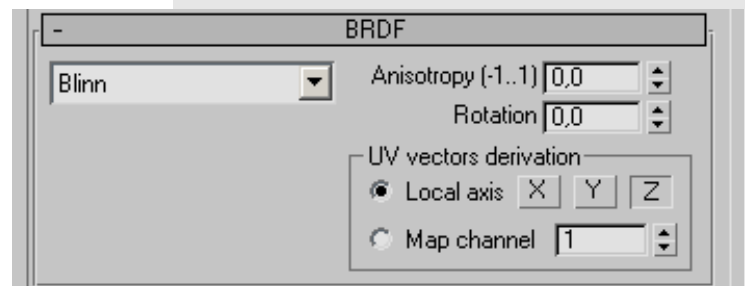 - BRDF
Blinn
Anisotropy (-1..1) 0,0
Rotation 0,0
UV vectors derivation
Local axis X Y Z
Map channel 1